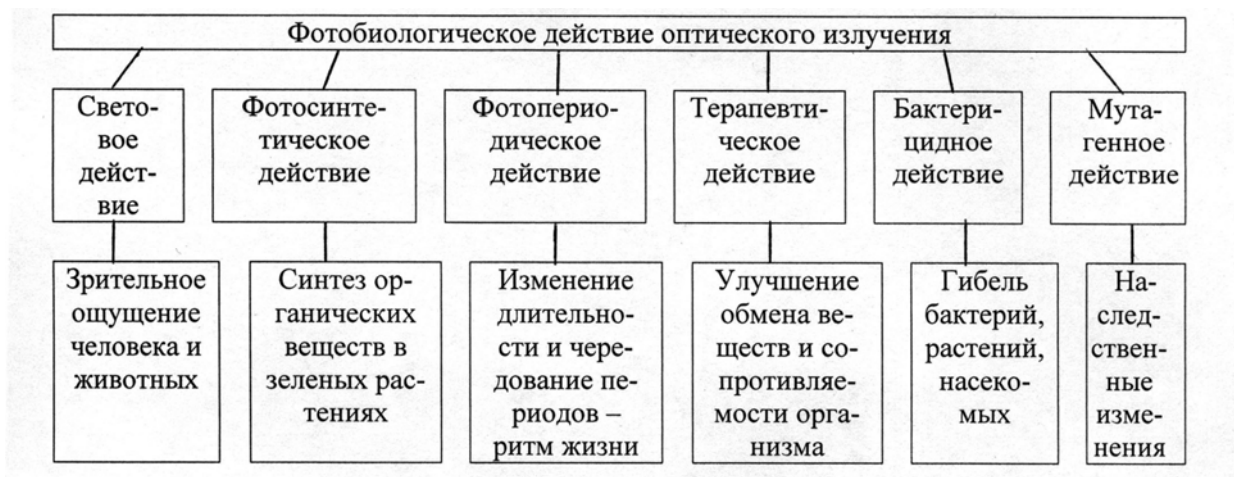 Фотобиологическое действие оптического излучения
Свето-
вое
дейст-
вие
Фотосинте-
тическое
действие
Фотоперио-
дическое
действие
Терапевти-
ческое
действие
Бактери-
цидное
действие
Мута-
генное
действие
Зрительное
ощущение
человека и
животных
Синтез ор-
ганических
веществ в
зеленых рас-
тениях
Изменение
длительно-
сти и чере-
дование пе-
риодов –
ритм жизни
Улучшение
обмена ве-
ществ и со-
противляе-
мости орга-
низма
Гибель
бактерий,
растений,
насеко-
мых
На-
след-
ствен-
ные
изме-
нения